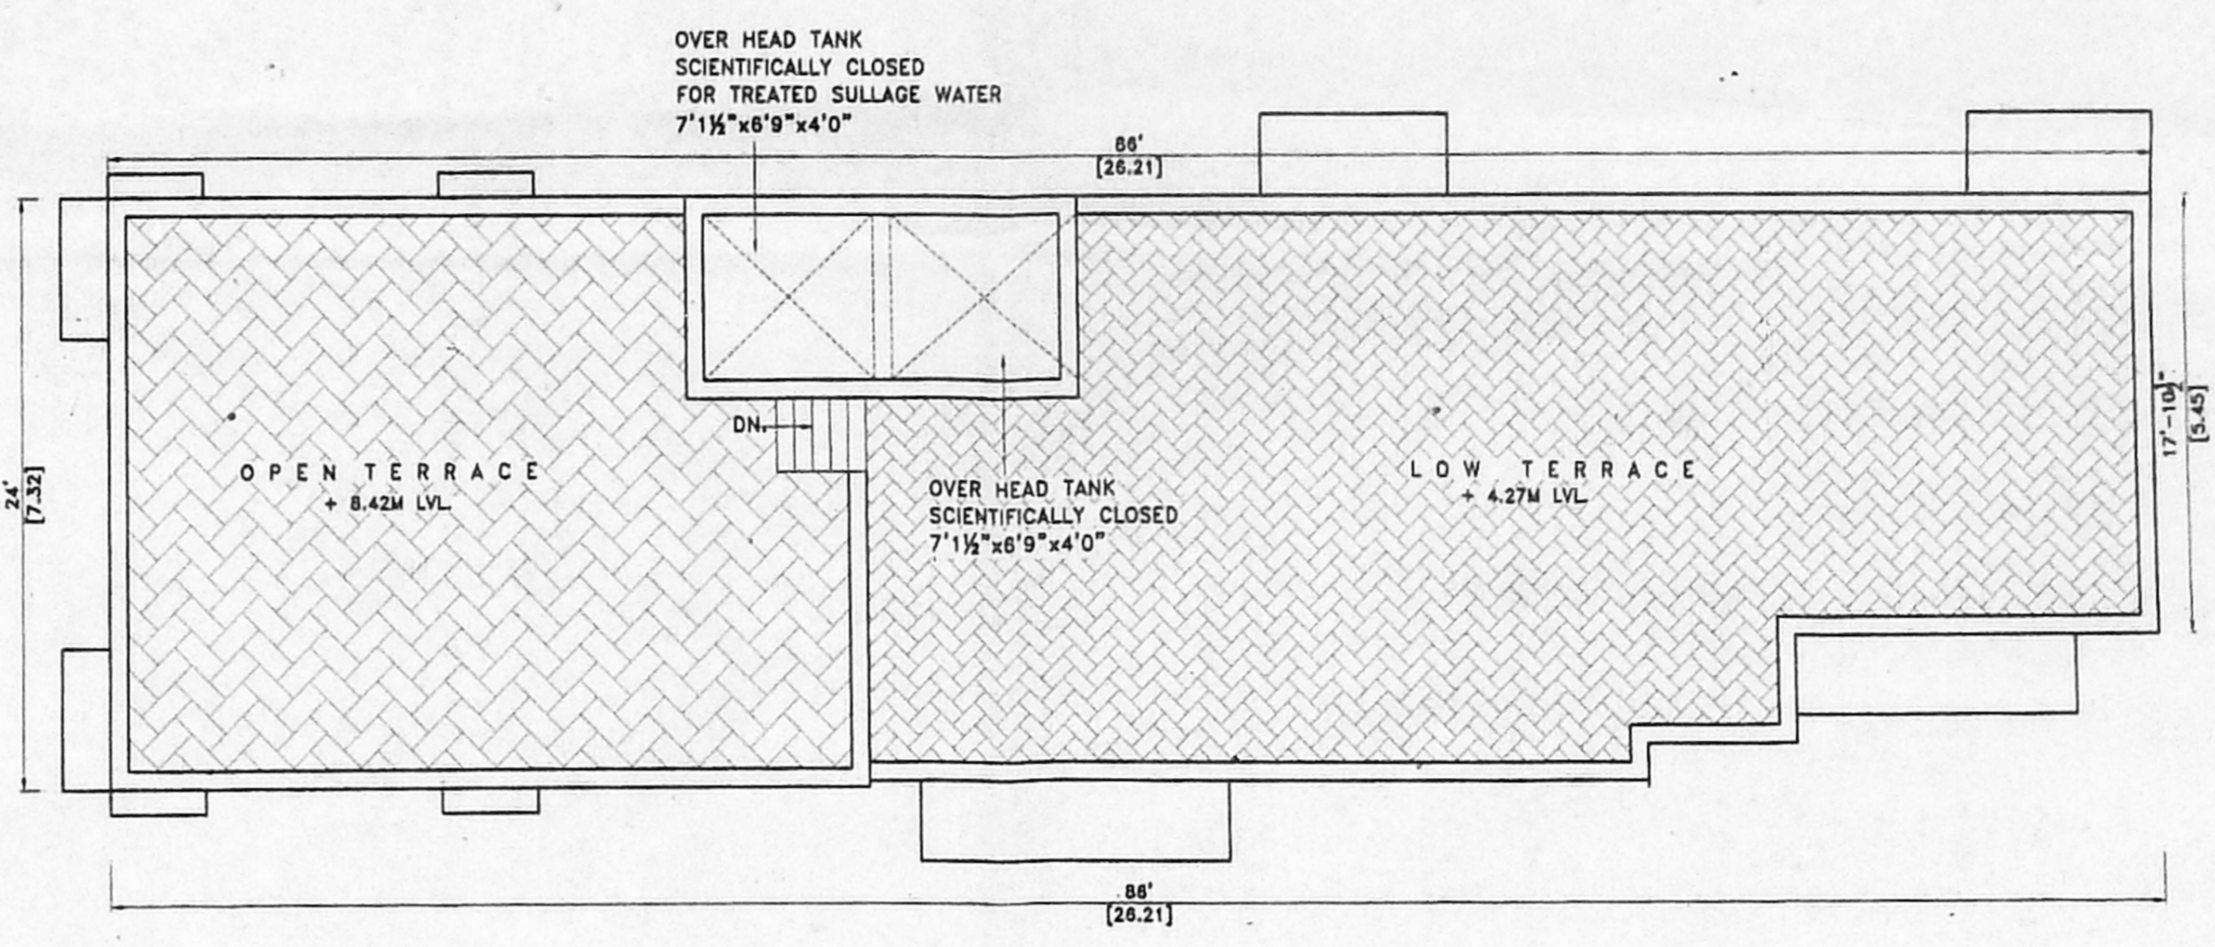 OVER HEAD TANK
SCIENTIFICALLY CLOSED
FOR TREATED SULLAGE WATER
7'1½"x6'9"x4'0"
86'
[26.21]
DN.
OPEN TERRACE
+ 8.42M LVL.
24'
[7.32]
OVER HEAD TANK
SCIENTIFICALLY CLOSED
7'1½"x6'9"x4'0"
LOW TERRACE
+ 4.27M LVL.
17'-10½"
[5.45]
86'
[26.21]